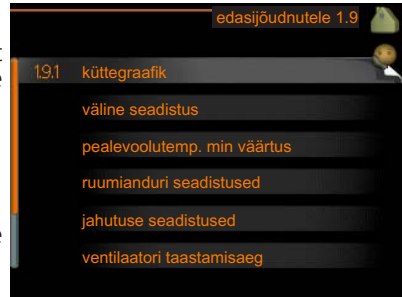 edasijõudnutele 1.9
1.9.1 küttegraafik
väline seadistus
pealevoolutemp. min väärtus
ruumianduri seadistused
jahutuse seadistused
ventilaatori taastamisaeg